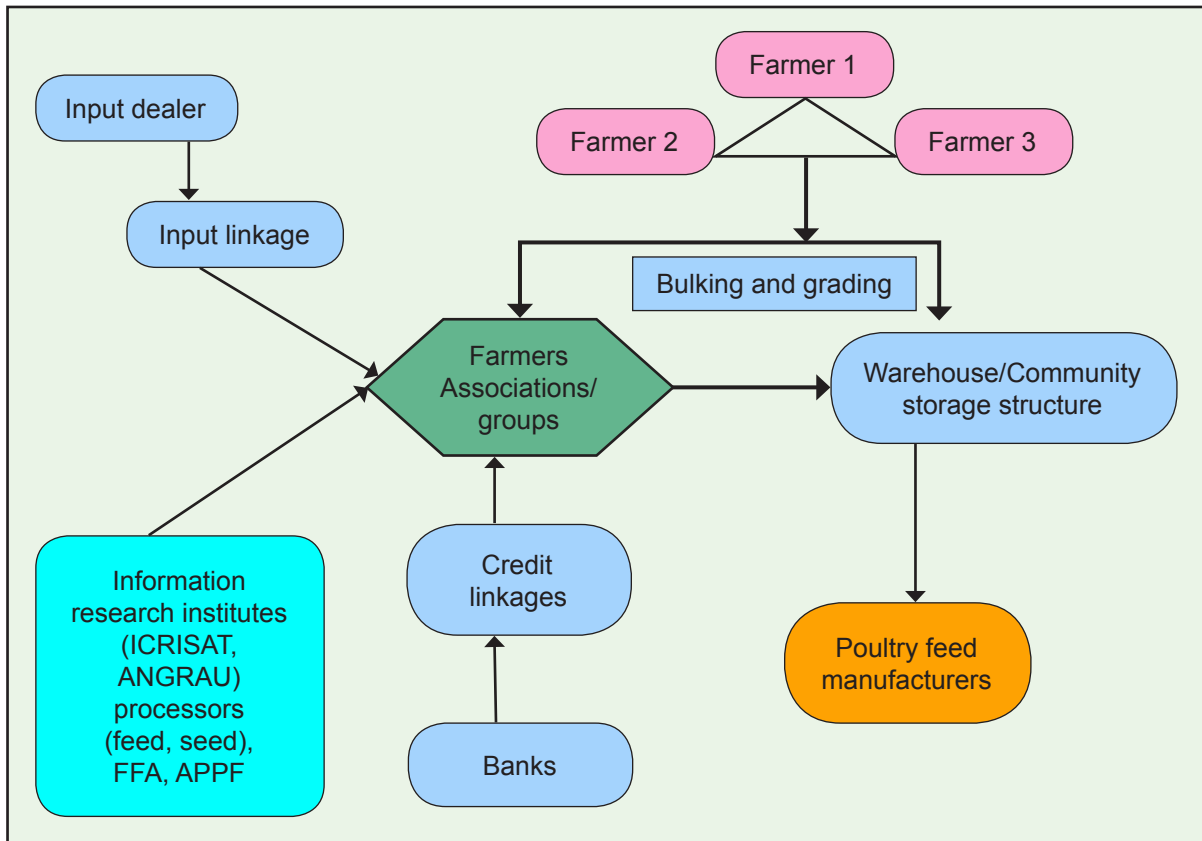 Farmer 1
Input dealer
Farmer 2
Farmer 3
Input linkage
Bulking and grading
Farmers
Associations/
groups
Warehouse/Community
storage structure
Information
research institutes
(ICRISAT,
ANGRAU)
processors
(feed, seed),
FFA, APPF
Credit
linkages
Poultry feed
manufacturers
Banks